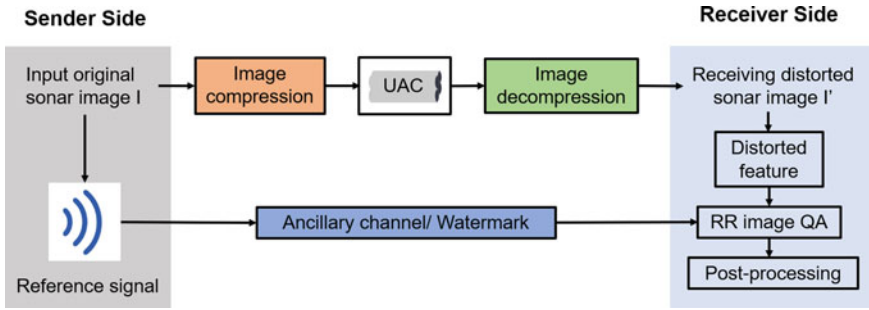 Sender Side
Receiver Side
Input original
sonar image I
Image
compression
UAC
Image
decompression
Receiving distorted
sonar image I'
Distorted
feature
Ancillary channel/ Watermark
RR image QA
Post-processing
Reference signal